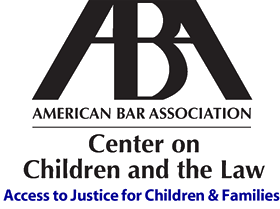 ABA
AMERICAN BAR ASSOCIATION
Center on
Children and the Law
Access to Justice for Children & Families